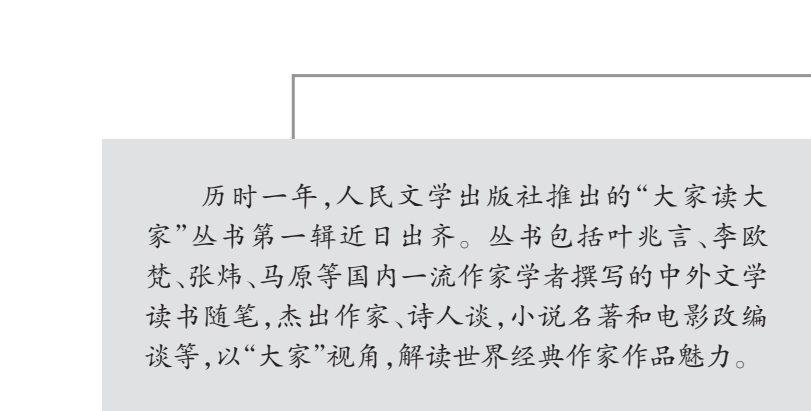 历时一年,人民文学出版社推出的“大家读大
家”丛书第一辑近日出齐。丛书包括叶兆言、李欧
梵、张炜、马原等国内一流作家学者撰写的中外文学
读书随笔,杰出作家、诗人谈,小说名著和电影改编
谈等,以“大家”视角,解读世界经典作家作品魅力。